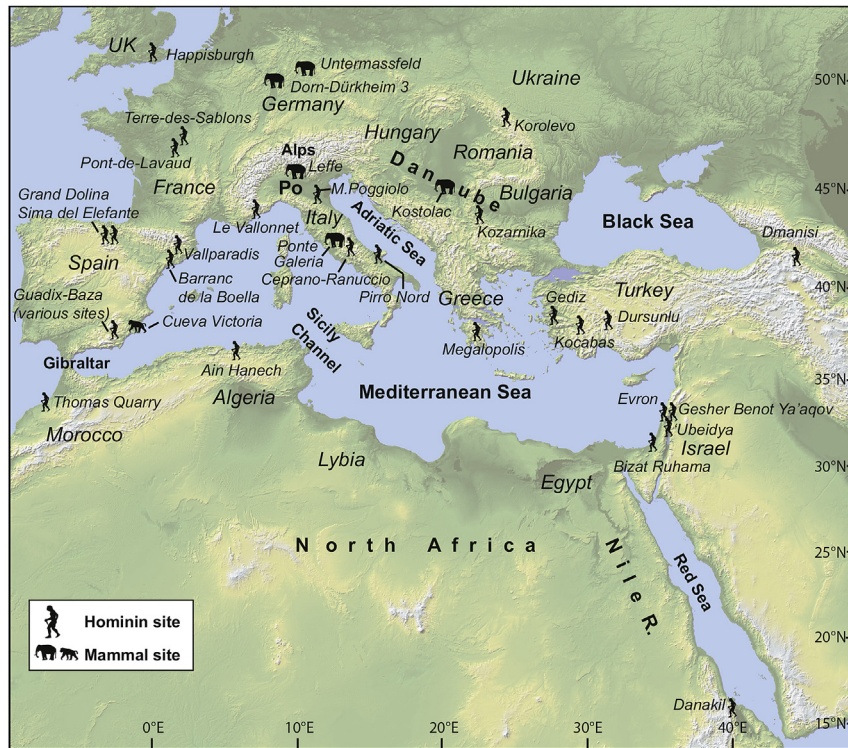 UK
Happisburgh
Untermassfeld
Dorn-Dürkheim 3
Germany
Ukraine
50°N
Terre-des-Sablons
Pont-de-Lavaud
France
Alps
Leffe
Po
Hungary
Romania
Korolevo
Danube
Bulgaria
Kostolac
Kozarnika
Black Sea
45°N
Dmanisi
Grand Dolina
Sima del Elefante
Spain
Le Vallonnet
M.Poggiolo
Italy
Adriatic Sea
Vallparadis
Barranc
de la Boella
Ponte
Galeria
Ceprano-Ranuccio
Pirro Nord
Guadix-Baza
(various sites)
Cueva Victoria
Gibraltar
Sicily
Channel
Greece
Megalopolis
Gediz
Turkey
Kocabas
Dursunlu
40°N
Ain Hanech
Algeria
Thomas Quarry
Morocco
Mediterranean Sea
35°N
Evron
Gesher Benot Ya'aqov
Ubeidya
Israel
Bizat Ruhama
Lybia
Egypt
30°N
North Africa
Nile R.
Red Sea
25°N
20°N
Danakil
15°N
Hominin site
Mammal site
0°E
10°E
20°E
30°E
40°E